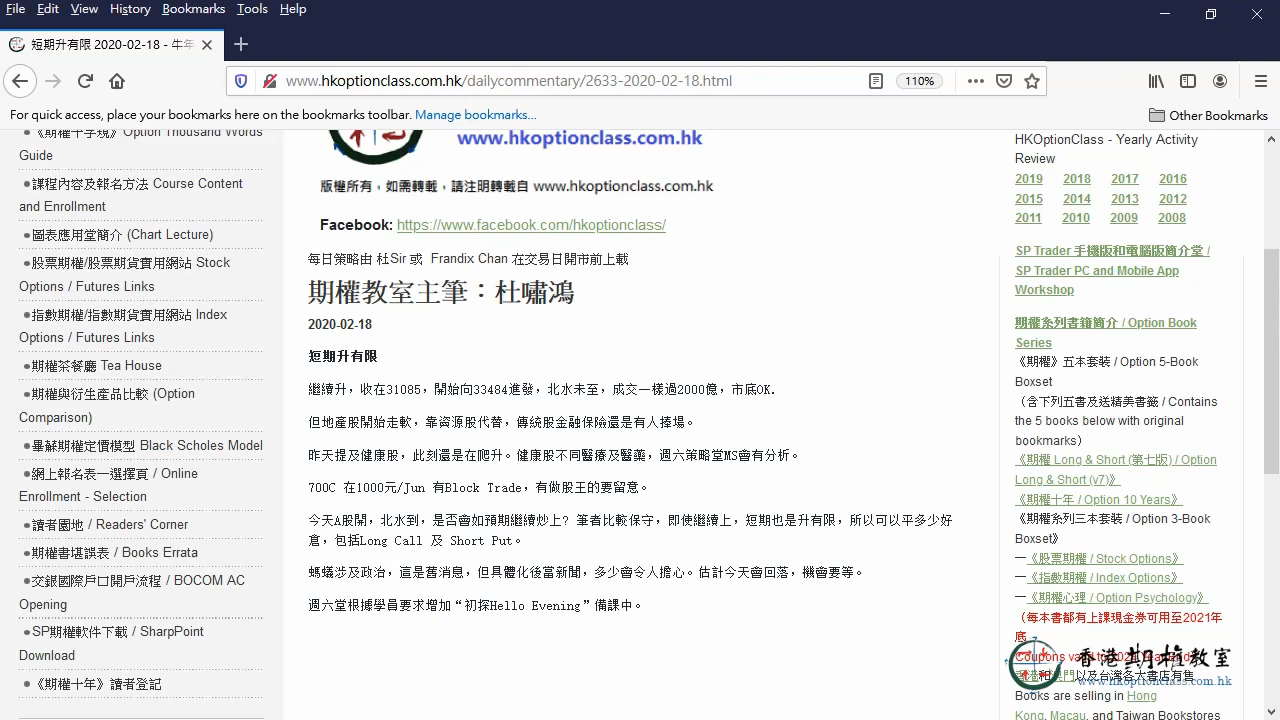 File Edit View History Bookmarks Tools Help
短期升有限 2020-02-18 - 牛年
www.hkoptionclass.com.hk/dailycommentary/2633-2020-02-18.html
110%
For quick access, place your bookmarks here on the bookmarks toolbar. Manage bookmarks...
Other Bookmarks
《期權千字現》Option Thousand Words
Guide
課程內容及報名方法 Course Content
and Enrollment
圖表應用堂簡介 (Chart Lecture)
股票期權/股票期貨實用網站 Stock
Options / Futures Links
指數期權/指數期貨實用網站 Index
Options / Futures Links
期權茶餐廳 Tea House
期權與衍生產品比較 (Option
Comparison)
畢蘇期權定價模型 Black Scholes Model
網上報名表一選擇頁 / Online
Enrollment - Selection
讀者園地 / Readers' Corner
期權書堪誤表 / Books Errata
交銀國際戶口開戶流程 / BOCOM AC
Opening
SP期權軟件下載 / SharpPoint
Download
《期權十年》讀者登記
www.hkoptionclass.com.hk
版權所有，如需轉載，請注明轉載自 www.hkoptionclass.com.hk
Facebook: https://www.facebook.com/hkoptionclass/
每日策略由 杜Sir 或 Frandix Chan 在交易日開市前上載
期權教室主筆：杜嘯鴻
2020-02-18
短期升有限
繼續升，收在31085，開始向33484進發，北水未至，成交一樣過2000億，市底OK.
但地產股開始走軟，靠資源股代替，傳統股金融保險還是有人捧場。
昨天提及健康股，此刻還是在爬升。健康股不同醫療及醫藥，週六策略堂MS會有分析。
700C 在1000元/Jun 有Block Trade，有做股王的要留意。
今天A股開，北水到，是否會如預期繼續炒上? 筆者比較保守，即使繼續上，短期也是升有限，所以可以平多少好
倉，包括Long Call 及 Short Put。
螞蟻涉及政治，這是舊消息，但具體化後當新聞，多少會令人擔心。估計今天會回落，機會要等。
週六堂根據學員要求增加“初探Hello Evening”備課中。
HKOptionClass - Yearly Activity
Review
2019 2018 2017 2016
2015 2014 2013 2012
2011 2010 2009 2008
SP Trader 手機版和電腦版簡介堂 /
SP Trader PC and Mobile App
Workshop
期權系列書籍簡介 / Option Book
Series
《期權》五本套裝 / Option 5-Book
Boxset
（含下列五書及送精美書籤 / Contains
the 5 books below with original
bookmarks）
《期權 Long & Short (第七版) / Option
Long & Short (v7)》
《期權十年 / Option 10 Years》
《期權系列三本套裝 / Option 3-Book
Boxset》
—《股票期權 / Stock Options》
—《指數期權 / Index Options》
—《期權心理 / Option Psychology》
（每本書都有上課現金券可用至2021年
底
香港期權教室
www.hkoptionclass.com.hk
香港和澳門以及台灣各大書店有售
Books are selling in Hong
Kong, Macau, and Taiwan Bookstores